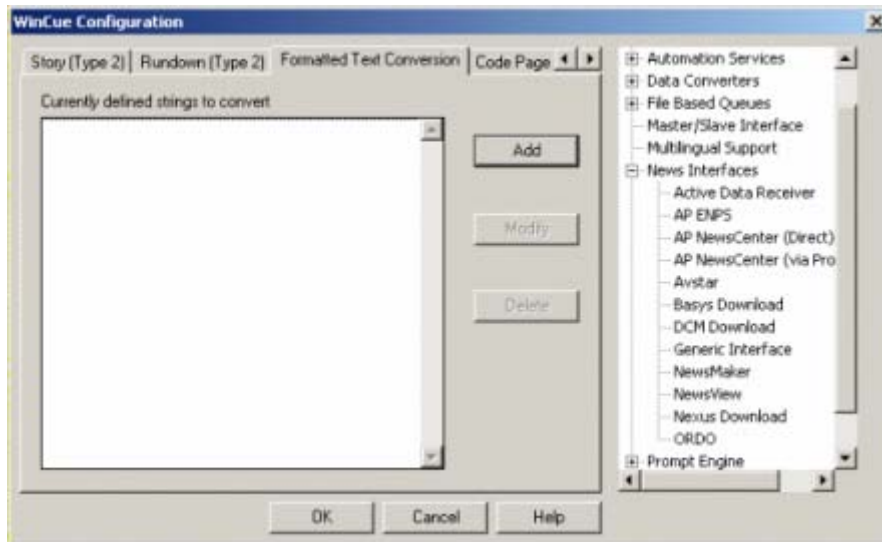 WinCue Configuration
Story (Type 2) Rundown (Type 2) Formatted Text Conversion Code Page
Currently defined strings to convert
Add
Modify
Delete
Automation Services
Data Converters
File Based Queues
Master/Slave Interface
Multilingual Support
News Interfaces
Active Data Receiver
AP ENPS
AP NewsCenter (Direct)
AP NewsCenter (via Pro
Avstar
Basys Download
DCM Download
Generic Interface
NewsMaker
NewsView
Nexus Download
ORDO
Prompt Engine
OK Cancel Help